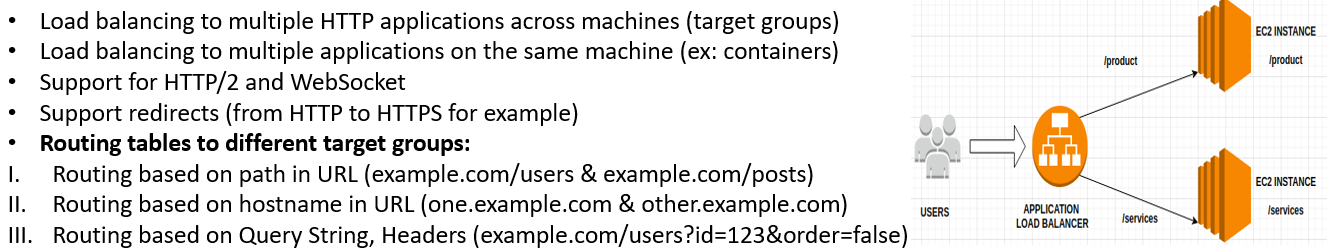 • Load balancing to multiple HTTP applications across machines (target groups)
• Load balancing to multiple applications on the same machine (ex: containers)
• Support for HTTP/2 and WebSocket
• Support redirects (from HTTP to HTTPS for example)
• Routing tables to different target groups:
I. Routing based on path in URL (example.com/users & example.com/posts)
II. Routing based on hostname in URL (one.example.com & other.example.com)
III. Routing based on Query String, Headers (example.com/users?id=123&order=false)
EC2 INSTANCE
/product
/product
USERS
APPLICATION
LOAD BALANCER
/services
EC2 INSTANCE
/services